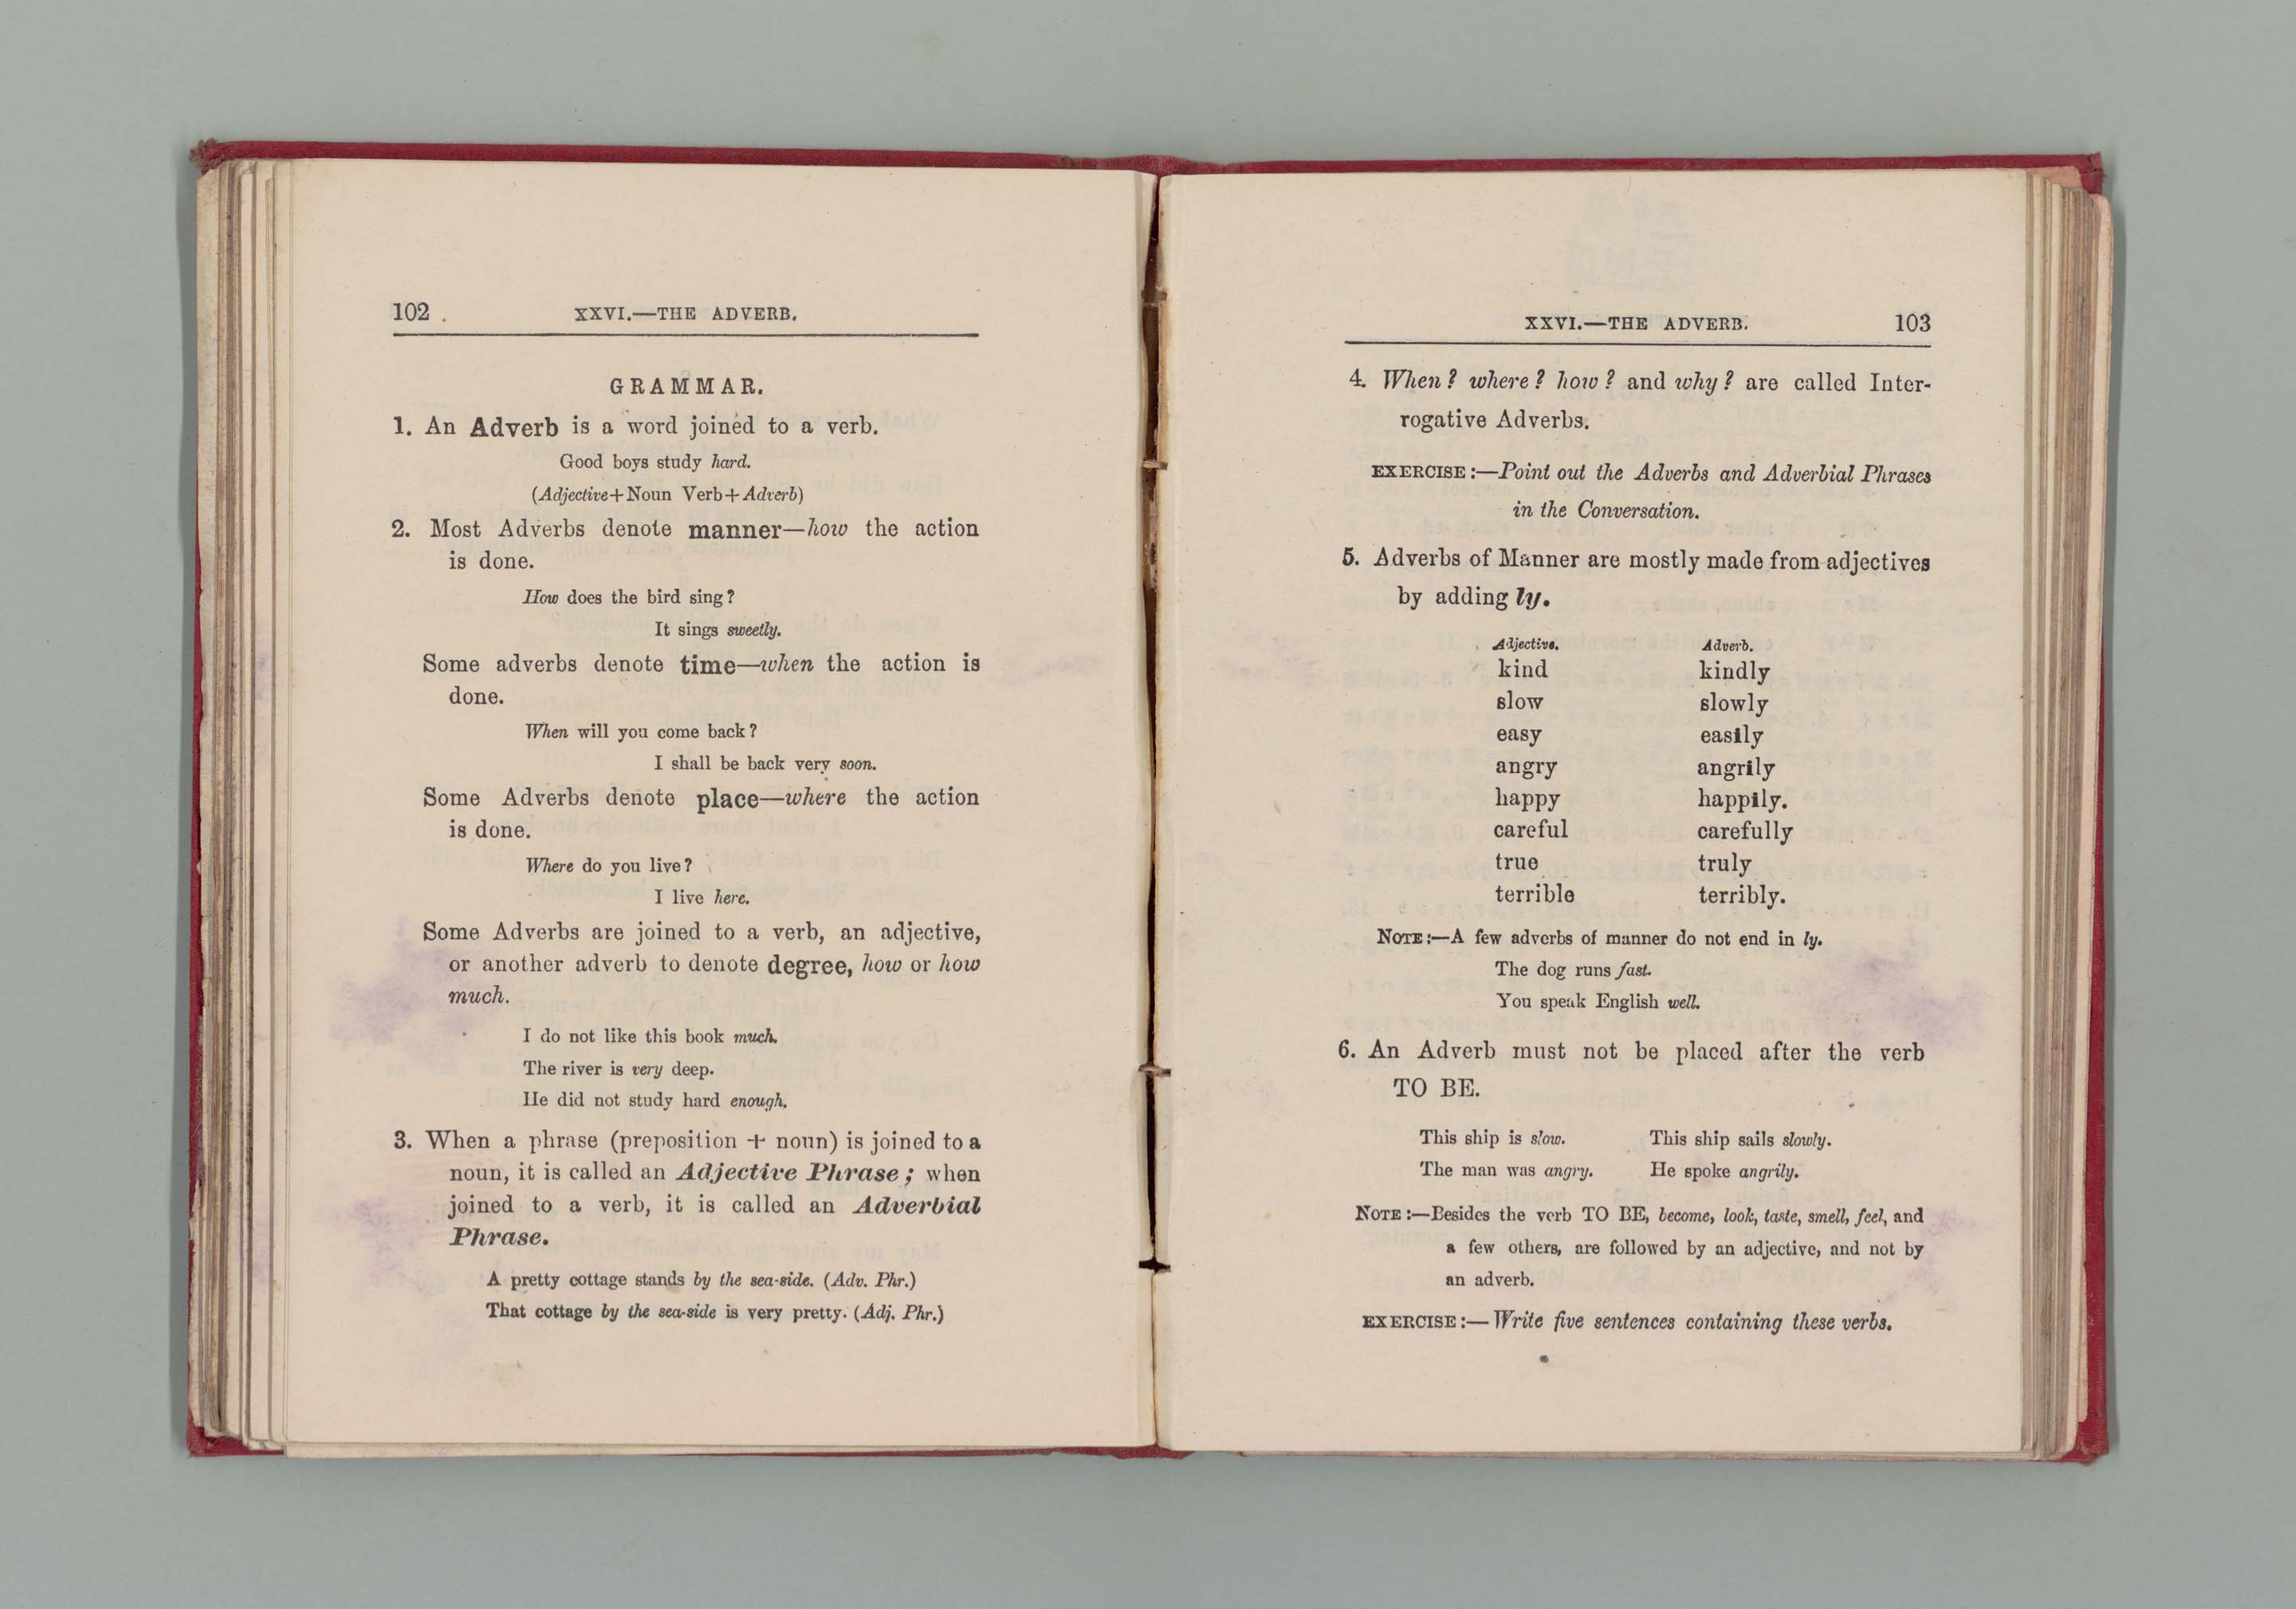 102
XXVI.—THE ADVERB.
GRAMMAR.
1. An Adverb is a word joined to a verb.
Good boys study hard.
(Adjective+Noun Verb+Adverb)
2. Most Adverbs denote manner—how the action
is done.
How does the bird sing?
It sings sweetly.
Some adverbs denote time—when the action is
done.
When will you come back?
I shall be back very soon.
Some Adverbs denote place—where the action
is done.
Where do you live?
I live here.
Some Adverbs are joined to a verb, an adjective,
or another adverb to denote degree, how or how
much.
I do not like this book much.
The river is very deep.
He did not study hard enough.
3. When a phrase (preposition + noun) is joined to a
noun, it is called an Adjective Phrase; when
joined to a verb, it is called an Adverbial
Phrase.
A pretty cottage stands by the sea-side. (Adv. Phr.)
That cottage by the sea-side is very pretty. (Adj. Phr.)
XXVI.—THE ADVERB. 103
4. When? where? how? and why? are called Inter-
rogative Adverbs.
EXERCISE:—Point out the Adverbs and Adverbial Phrases
in the Conversation.
5. Adverbs of Manner are mostly made from adjectives
by adding ly.
Adjective. Adverb.
kind kindly
slow slowly
easy easily
angry angrily
happy happily.
careful carefully
true truly
terrible terribly.
NOTE:—A few adverbs of manner do not end in ly.
The dog runs fast.
You speak English well.
6. An Adverb must not be placed after the verb
TO BE.
This ship is slow. This ship sails slowly.
The man was angry. He spoke angrily.
NOTE:—Besides the verb TO BE, become, look, taste, smell, feel, and
a few others, are followed by an adjective, and not by
an adverb.
EXERCISE:—Write five sentences containing these verbs.